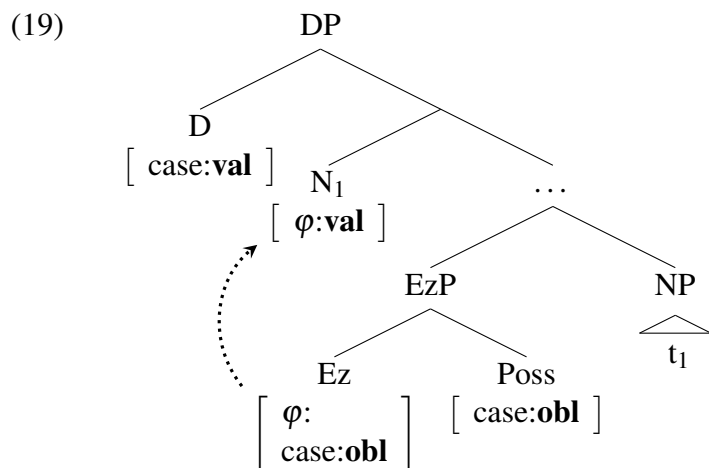 (19) DP
D
[ case:val ]
N₁ …
[ φ:val ]
EzP NP
t₁
Ez Poss
[ φ: [ case:obl ]
case:obl ]